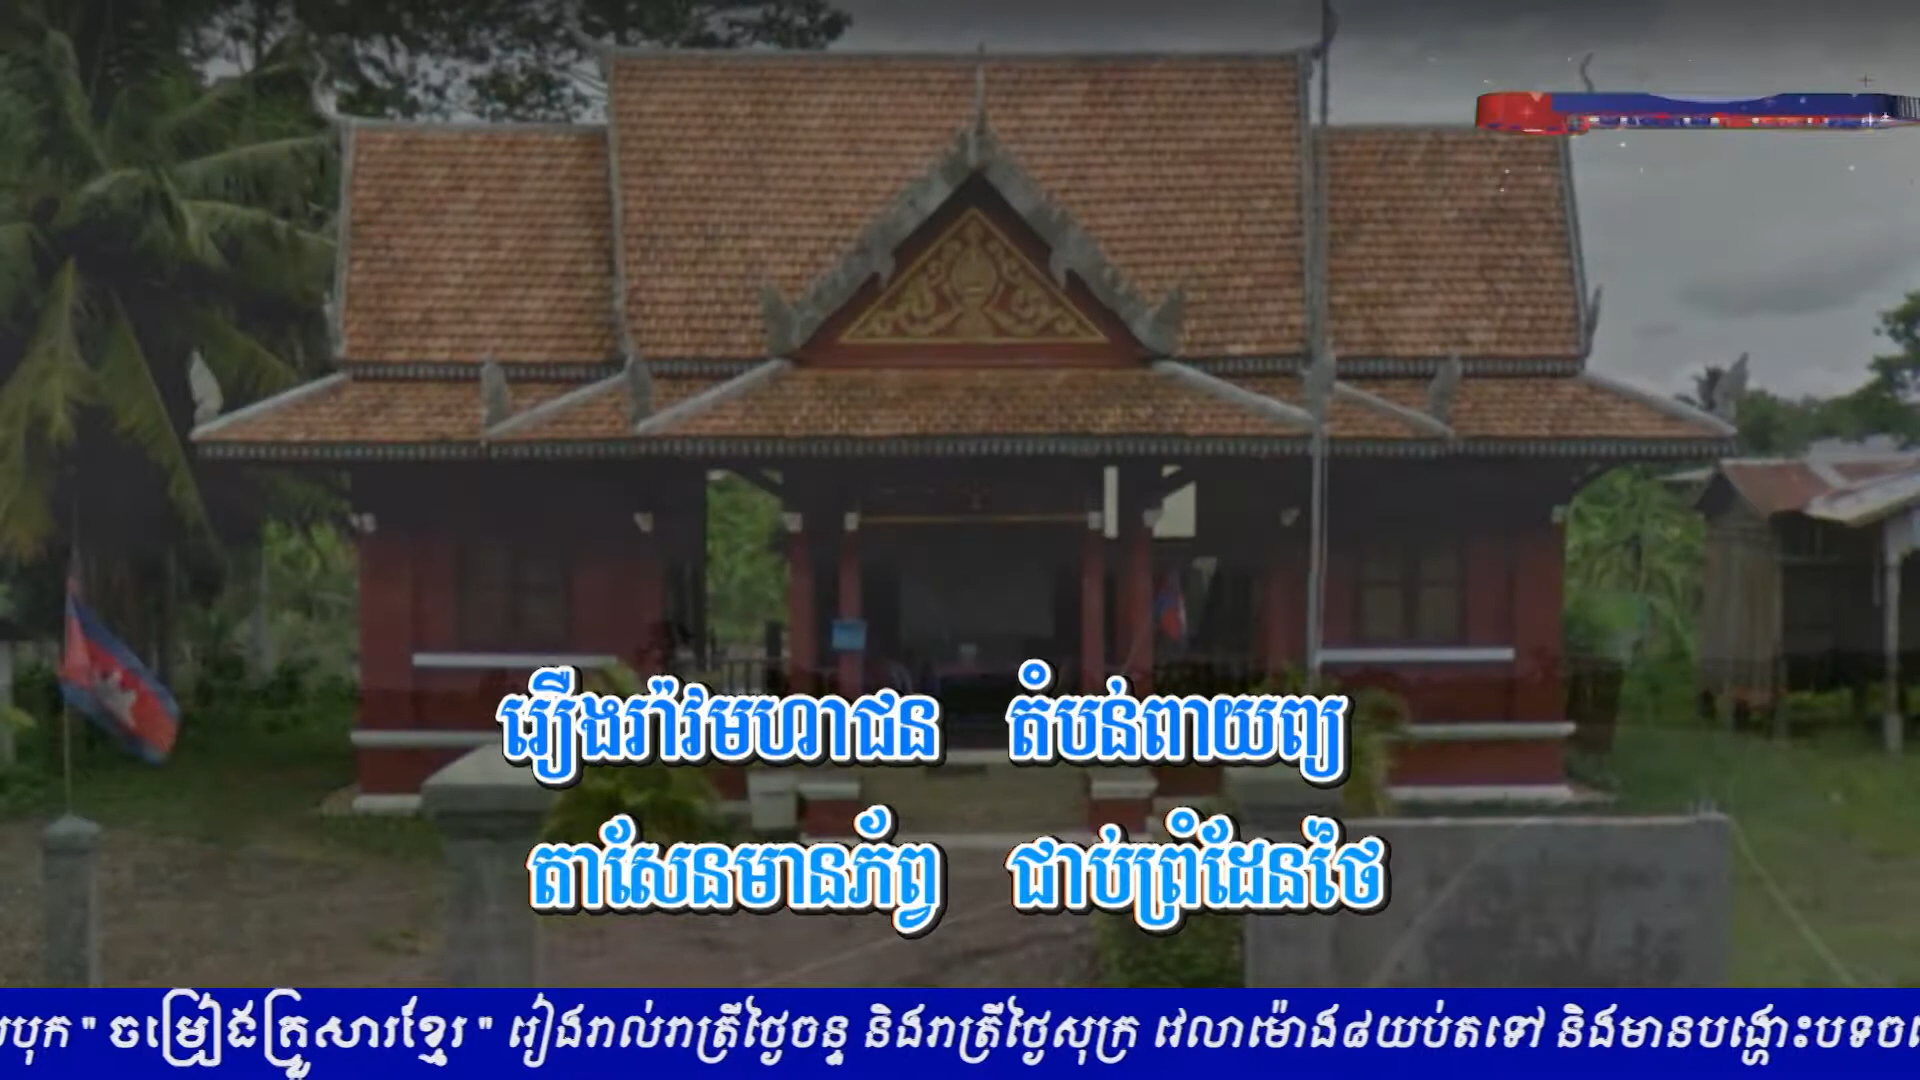 រឿងរ៉ាវមហាជន តំបន់ពាយព្យ
តាសែនមានភ័ព្វ ជាប់ព្រំដែនថៃ
របុក " ចម្រៀងគ្រួសារខ្មែរ " រៀងរាល់រាត្រីថ្ងៃចន្ទ និងរាត្រីថ្ងៃសុក្រ វេលាម៉ោង៨យប់តទៅ និងមានបង្ហោះបទច